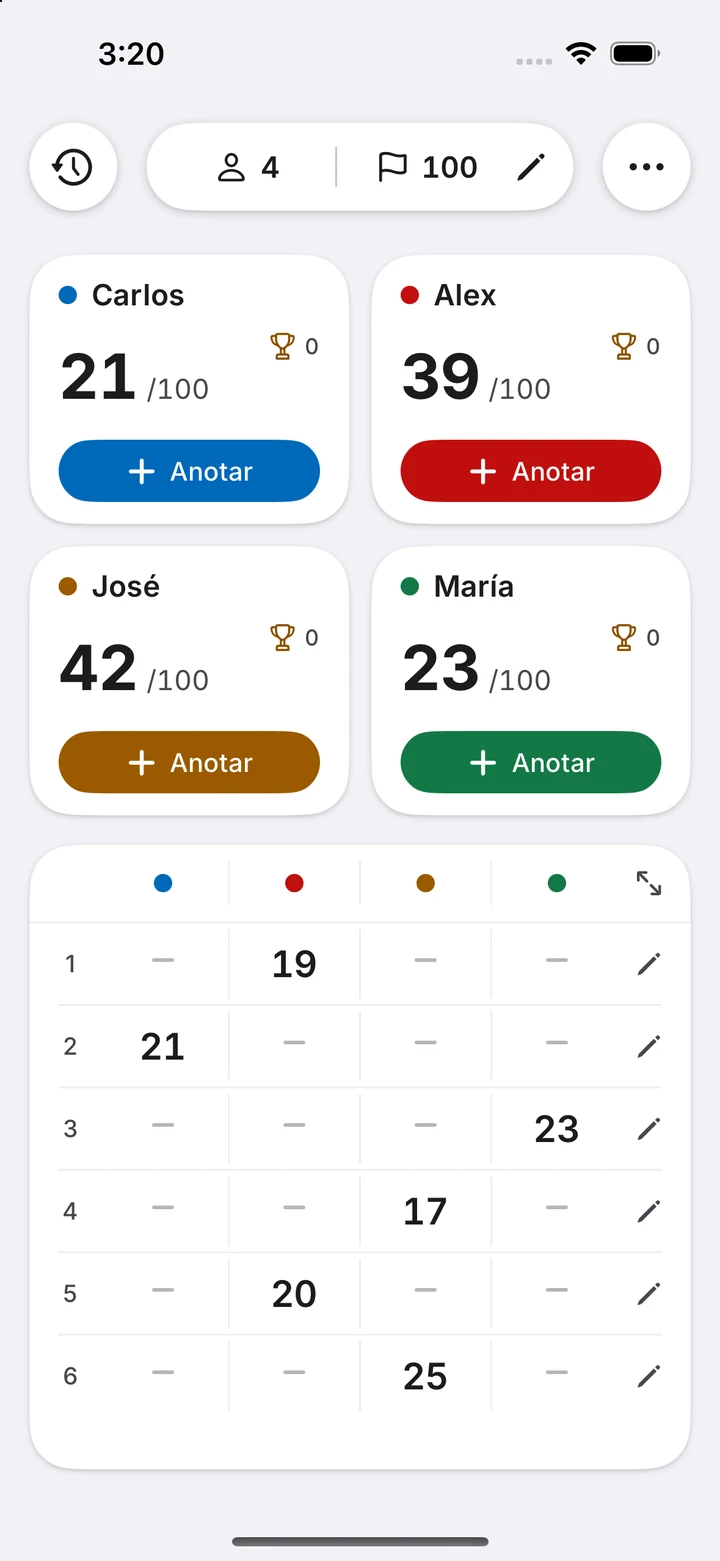 3:20
4 100
Carlos
0
21 /100
+ Anotar
Alex
0
39 /100
+ Anotar
José
0
42 /100
+ Anotar
María
0
23 /100
+ Anotar
1 — 19 — —
2 21 — — —
3 — — — 23
4 — — 17 —
5 — 20 — —
6 — — 25 —